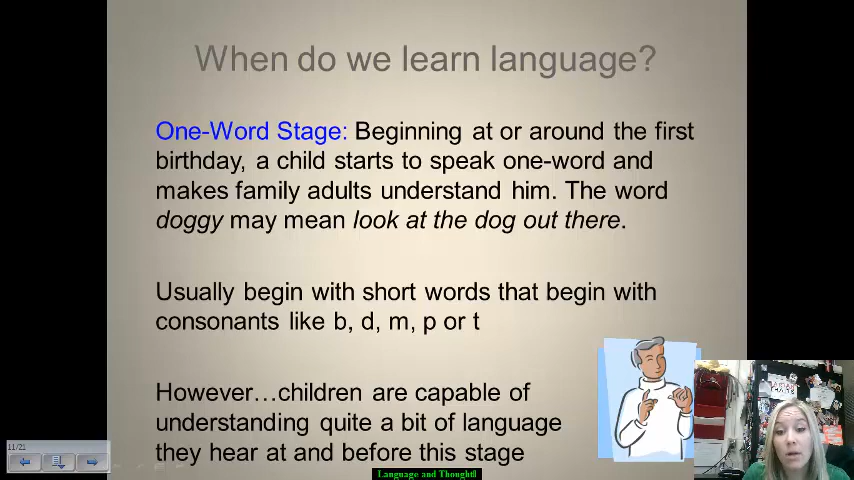 When do we learn language?
One-Word Stage: Beginning at or around the first
birthday, a child starts to speak one-word and
makes family adults understand him. The word
doggy may mean look at the dog out there.
Usually begin with short words that begin with
consonants like b, d, m, p or t
However…children are capable of
understanding quite a bit of language
they hear at and before this stage
11/21
Language and Thought